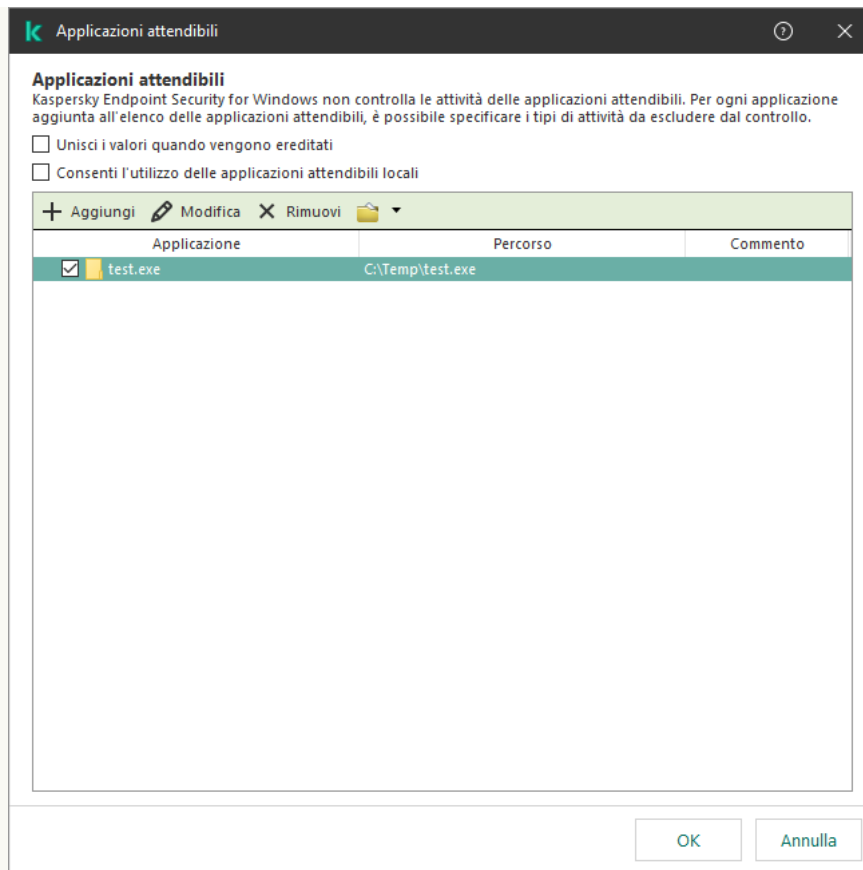 Applicazioni attendibili
Applicazioni attendibili
Kaspersky Endpoint Security for Windows non controlla le attività delle applicazioni attendibili. Per ogni applicazione
aggiunta all'elenco delle applicazioni attendibili, è possibile specificare i tipi di attività da escludere dal controllo.
Unisci i valori quando vengono ereditati
Consenti l'utilizzo delle applicazioni attendibili locali
Aggiungi Modifica Rimuovi
Applicazione Percorso Commento
test.exe C:\Temp\test.exe
OK Annulla